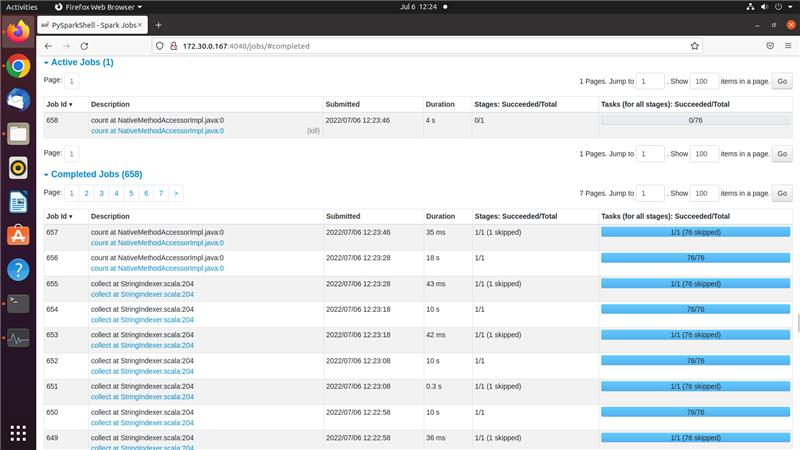 Activities Firefox Web Browser Jul 6 12:24
PySparkShell - Spark Jobs
172.30.0.167:4040/jobs/#completed
Active Jobs (1)
Page: 1 1 Pages. Jump to 1 . Show 100 items in a page. Go
Job Id ▾ Description Submitted Duration Stages: Succeeded/Total Tasks (for all stages): Succeeded/Total
658 count at NativeMethodAccessorImpl.java:0 2022/07/06 12:23:46 4 s 0/1 0/76
count at NativeMethodAccessorImpl.java:0 (kill)
Page: 1 1 Pages. Jump to 1 . Show 100 items in a page. Go
Completed Jobs (658)
Page: 1 2 3 4 5 6 7 > 7 Pages. Jump to 1 . Show 100 items in a page. Go
Job Id ▾ Description Submitted Duration Stages: Succeeded/Total Tasks (for all stages): Succeeded/Total
657 count at NativeMethodAccessorImpl.java:0 2022/07/06 12:23:46 35 ms 1/1 (1 skipped) 1/1 (76 skipped)
count at NativeMethodAccessorImpl.java:0
656 count at NativeMethodAccessorImpl.java:0 2022/07/06 12:23:28 18 s 1/1 76/76
count at NativeMethodAccessorImpl.java:0
655 collect at StringIndexer.scala:204 2022/07/06 12:23:28 43 ms 1/1 (1 skipped) 1/1 (76 skipped)
collect at StringIndexer.scala:204
654 collect at StringIndexer.scala:204 2022/07/06 12:23:18 10 s 1/1 76/76
collect at StringIndexer.scala:204
653 collect at StringIndexer.scala:204 2022/07/06 12:23:18 42 ms 1/1 (1 skipped) 1/1 (76 skipped)
collect at StringIndexer.scala:204
652 collect at StringIndexer.scala:204 2022/07/06 12:23:08 10 s 1/1 76/76
collect at StringIndexer.scala:204
651 collect at StringIndexer.scala:204 2022/07/06 12:23:08 0.3 s 1/1 (1 skipped) 1/1 (76 skipped)
collect at StringIndexer.scala:204
650 collect at StringIndexer.scala:204 2022/07/06 12:22:58 10 s 1/1 76/76
collect at StringIndexer.scala:204
649 collect at StringIndexer.scala:204 2022/07/06 12:22:58 36 ms 1/1 (1 skipped) 1/1 (76 skipped)
collect at StringIndexer.scala:204